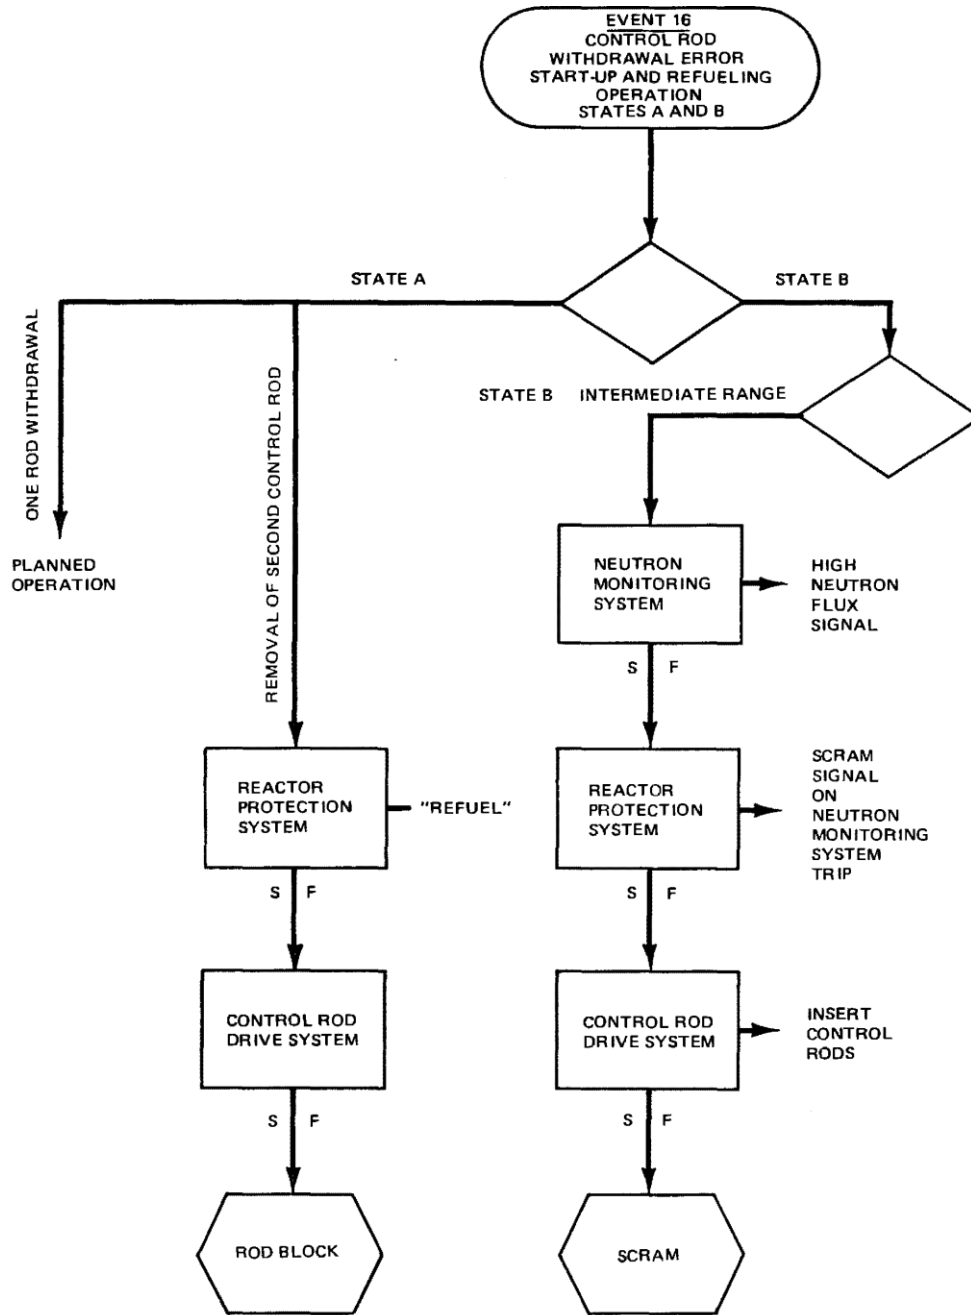 EVENT 16
CONTROL ROD
WITHDRAWAL ERROR
START-UP AND REFUELING
OPERATION
STATES A AND B
STATE A
STATE B
ONE ROD WITHDRAWAL
REMOVAL OF SECOND CONTROL ROD
STATE B INTERMEDIATE RANGE
PLANNED
OPERATION
NEUTRON
MONITORING
SYSTEM
HIGH
NEUTRON
FLUX
SIGNAL
S F
REACTOR
PROTECTION
SYSTEM
"REFUEL"
REACTOR
PROTECTION
SYSTEM
SCRAM
SIGNAL
ON
NEUTRON
MONITORING
SYSTEM
TRIP
S F
S F
CONTROL ROD
DRIVE SYSTEM
CONTROL ROD
DRIVE SYSTEM
INSERT
CONTROL
RODS
S F
S F
ROD BLOCK
SCRAM